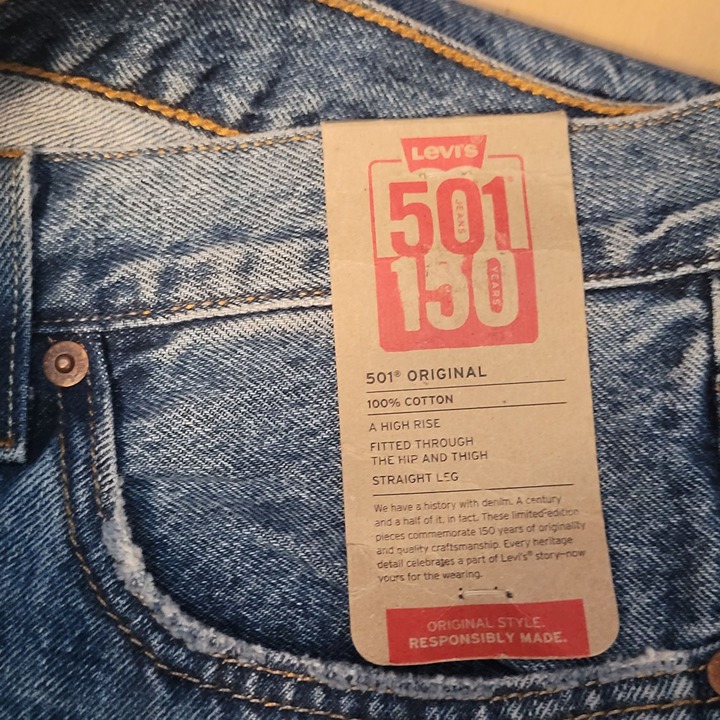 Levi's®
501®
JEANS
150
YEARS
501® ORIGINAL
100% COTTON
A HIGH RISE
FITTED THROUGH
THE HIP AND THIGH
STRAIGHT LEG
We have a history with denim. A century
and a half of it, in fact. These limited-edition
pieces commemorate 150 years of originality
and quality craftsmanship. Every heritage
detail celebrates a part of Levi's® story—now
yours for the wearing.
ORIGINAL STYLE.
RESPONSIBLY MADE.